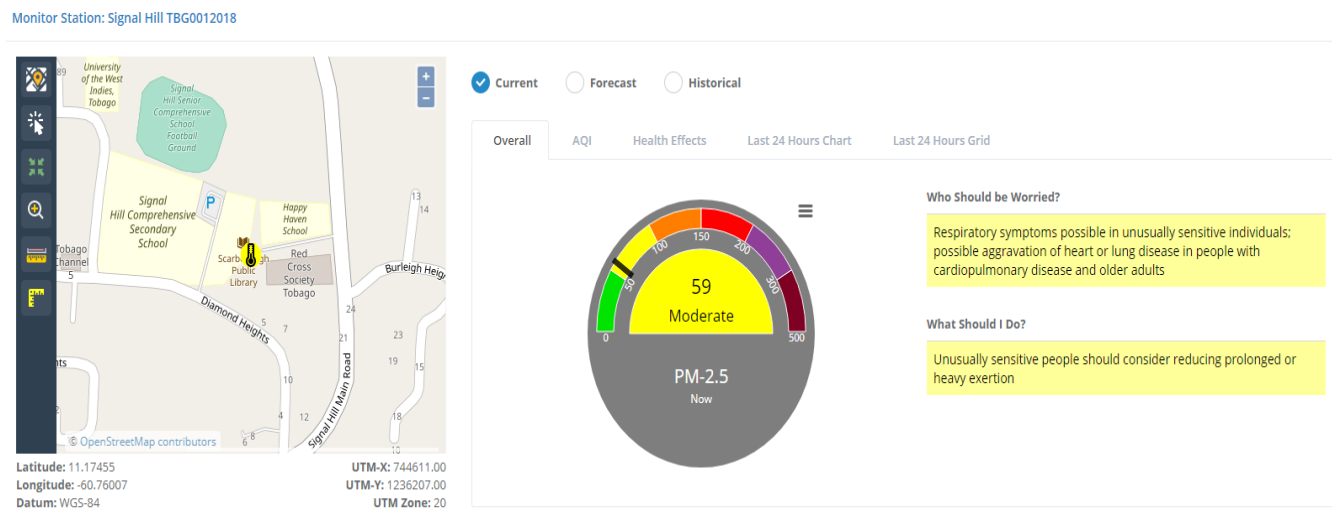 Monitor Station: Signal Hill TBG0012018
89
University
of the West
Indies,
Tobago
Signal
Hill Senior
Comprehensive
School
Football
Ground
+
−
Signal
Hill Comprehensive
Secondary
School
P
Happy
Haven
School
13
14
Tobago
Channel
5
Public
Library
Red
Cross
Society
Tobago
Burleigh
Diamond Heights
5
7
24
21
23
19
15
10
4
12
18
6
8
10
Signal Hill Main Road
© OpenStreetMap contributors
Latitude: 11.17455
UTM-X: 744611.00
Longitude: -60.76007
UTM-Y: 1236207.00
Datum: WGS-84
UTM Zone: 20
Current
Forecast
Historical
Overall
AQI
Health Effects
Last 24 Hours Chart
Last 24 Hours Grid
0
50
100
150
200
300
500
59
Moderate
PM-2.5
Now
Who Should be Worried?
Respiratory symptoms possible in unusually sensitive individuals;
possible aggravation of heart or lung disease in people with
cardiopulmonary disease and older adults
What Should I Do?
Unusually sensitive people should consider reducing prolonged or
heavy exertion